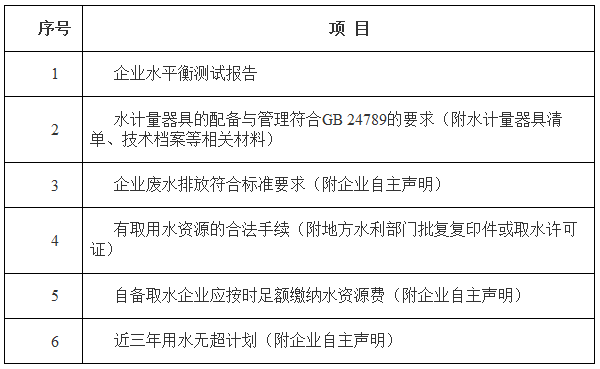 序号 项 目
1 企业水平衡测试报告
水计量器具的配备与管理符合GB 24789的要求（附水计量器具清
2
单、技术档案等相关材料）
3 企业废水排放符合标准要求（附企业自主声明）
有取用水资源的合法手续（附地方水利部门批复复印件或取水许可
4
证）
5 自备取水企业应按时足额缴纳水资源费（附企业自主声明）
6 近三年用水无超计划（附企业自主声明）